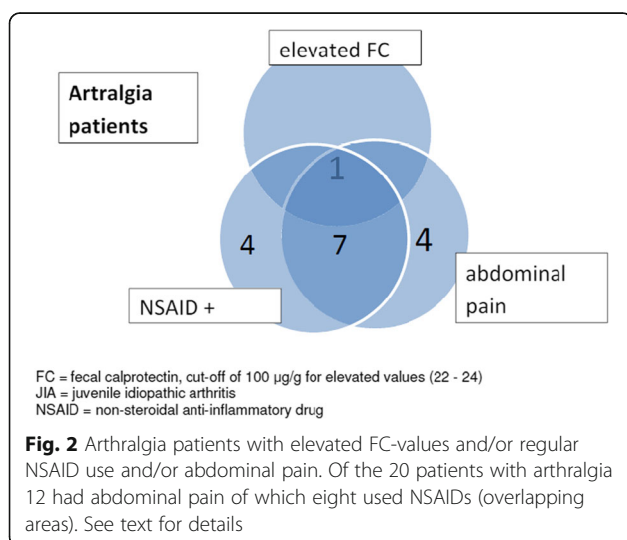 elevated FC
Artralgia
patients
1
4
7
4
abdominal
pain
NSAID +
FC = fecal calprotectin, cut-off of 100 µg/g for elevated values (22 - 24)
JIA = juvenile idiopathic arthritis
NSAID = non-steroidal anti-inflammatory drug
Fig. 2 Arthralgia patients with elevated FC-values and/or regular
NSAID use and/or abdominal pain. Of the 20 patients with arthralgia
12 had abdominal pain of which eight used NSAIDs (overlapping
areas). See text for details